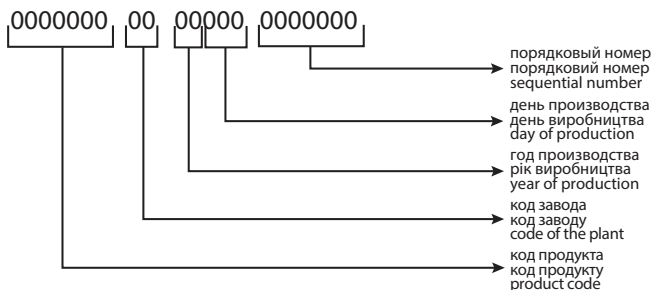 0000000 00 00000 0000000
порядковый номер
порядковий номер
sequential number
день производства
день виробництва
day of production
год производства
рік виробництва
year of production
код завода
код заводу
code of the plant
код продукта
код продукту
product code